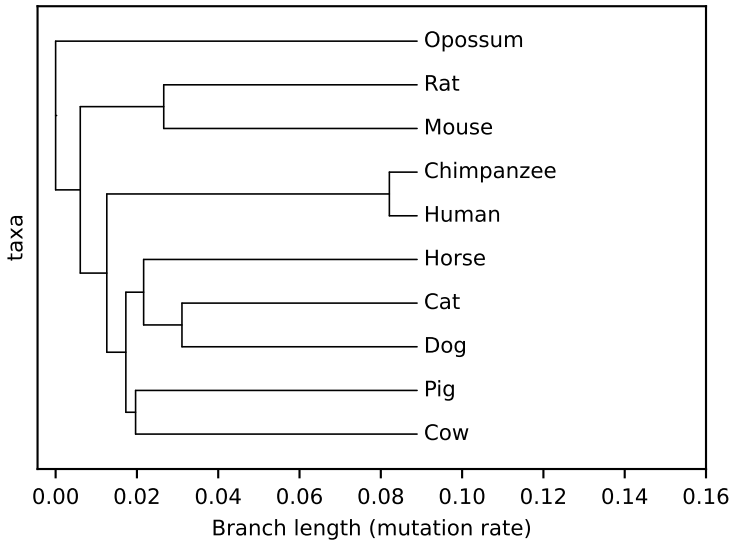 Opossum
Rat
Mouse
Chimpanzee
Human
Horse
Cat
Dog
Pig
Cow
taxa
0.00 0.02 0.04 0.06 0.08 0.10 0.12 0.14 0.16
Branch length (mutation rate)